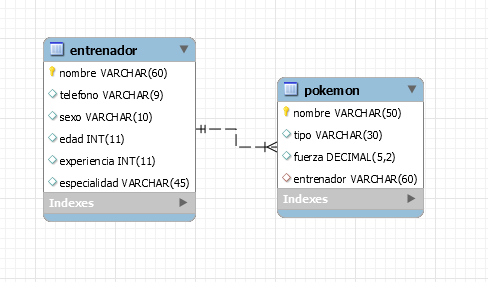 entrenador
nombre VARCHAR(60)
telefono VARCHAR(9)
sexo VARCHAR(10)
edad INT(11)
experiencia INT(11)
especialidad VARCHAR(45)
Indexes
pokemon
nombre VARCHAR(50)
tipo VARCHAR(30)
fuerza DECIMAL(5,2)
entrenador VARCHAR(60)
Indexes